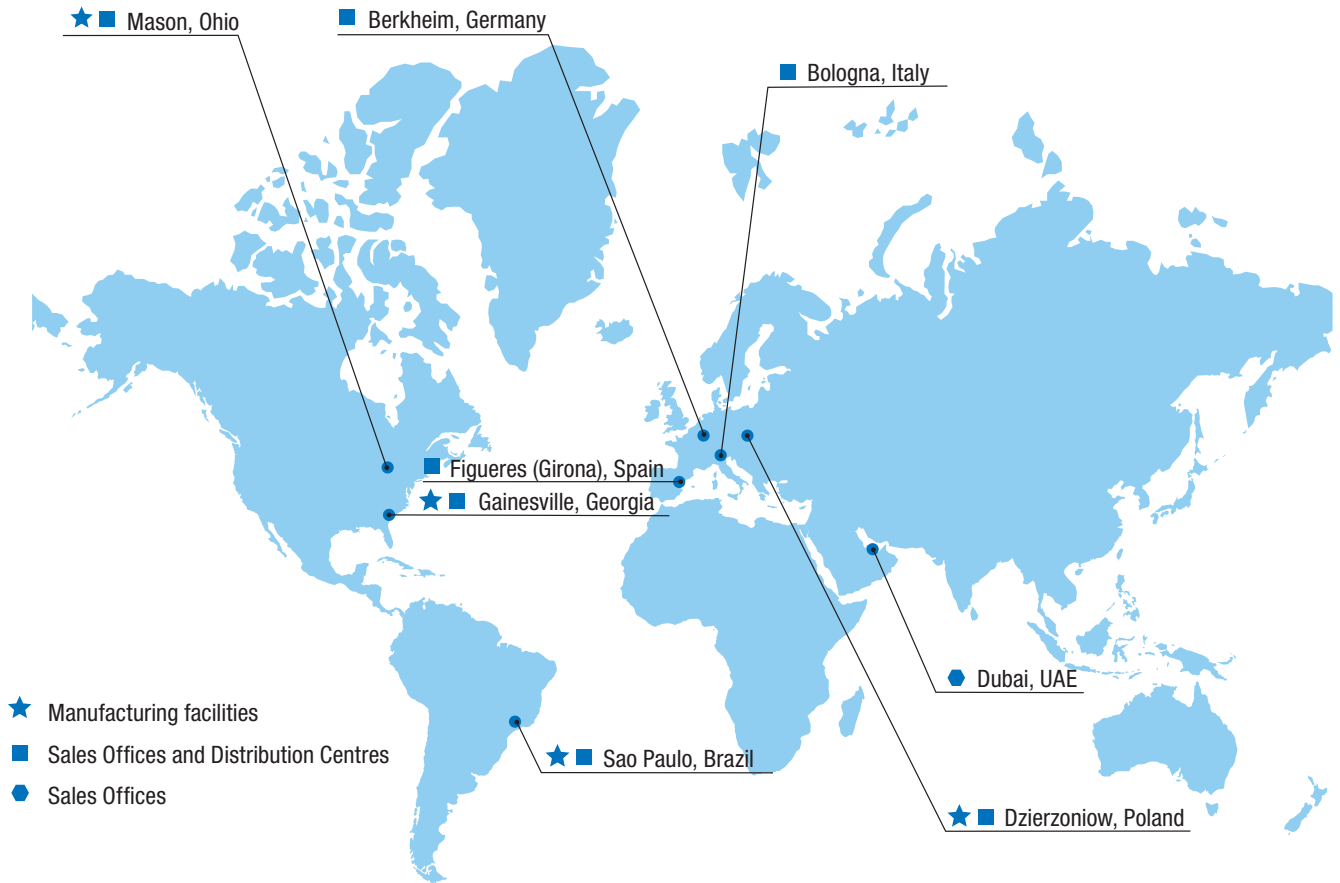 Mason, Ohio
Berkheim, Germany
Bologna, Italy
Figueres (Girona), Spain
Gainesville, Georgia
Dubai, UAE
Manufacturing facilities
Sales Offices and Distribution Centres
Sao Paulo, Brazil
Sales Offices
Dzierzoniow, Poland